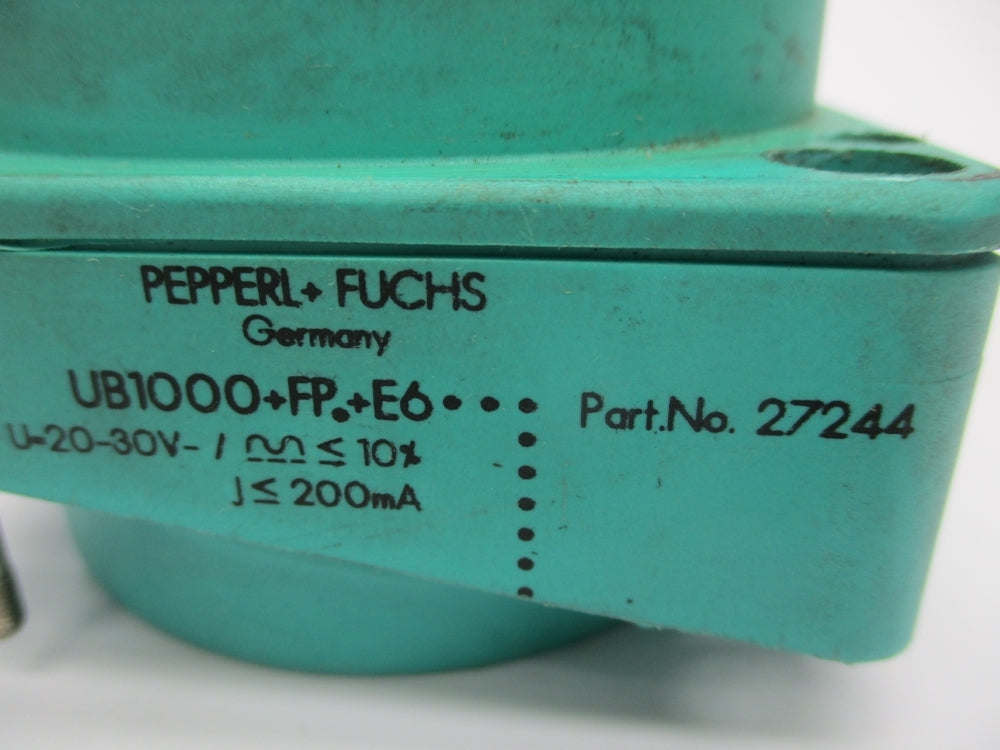 PEPPERL+ FUCHS
Germany
UB1000+FP.+E6•••
Part.No. 27244
U=20-30V- / ≤ 10%
J≤ 200mA